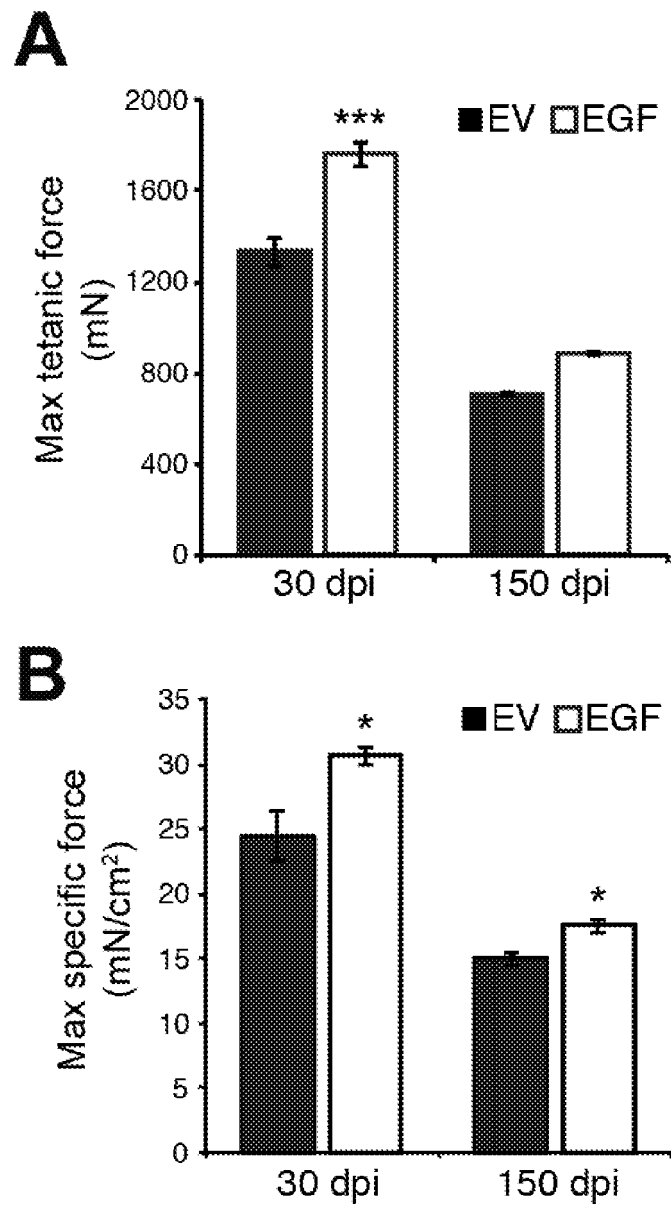 A
Max tetanic force
(mN)
2000
1600
1200
800
400
0
***
EV EGF
30 dpi 150 dpi
B
Max specific force
(mN/cm²)
35
30
25
20
15
10
5
0
*
*
EV EGF
30 dpi 150 dpi